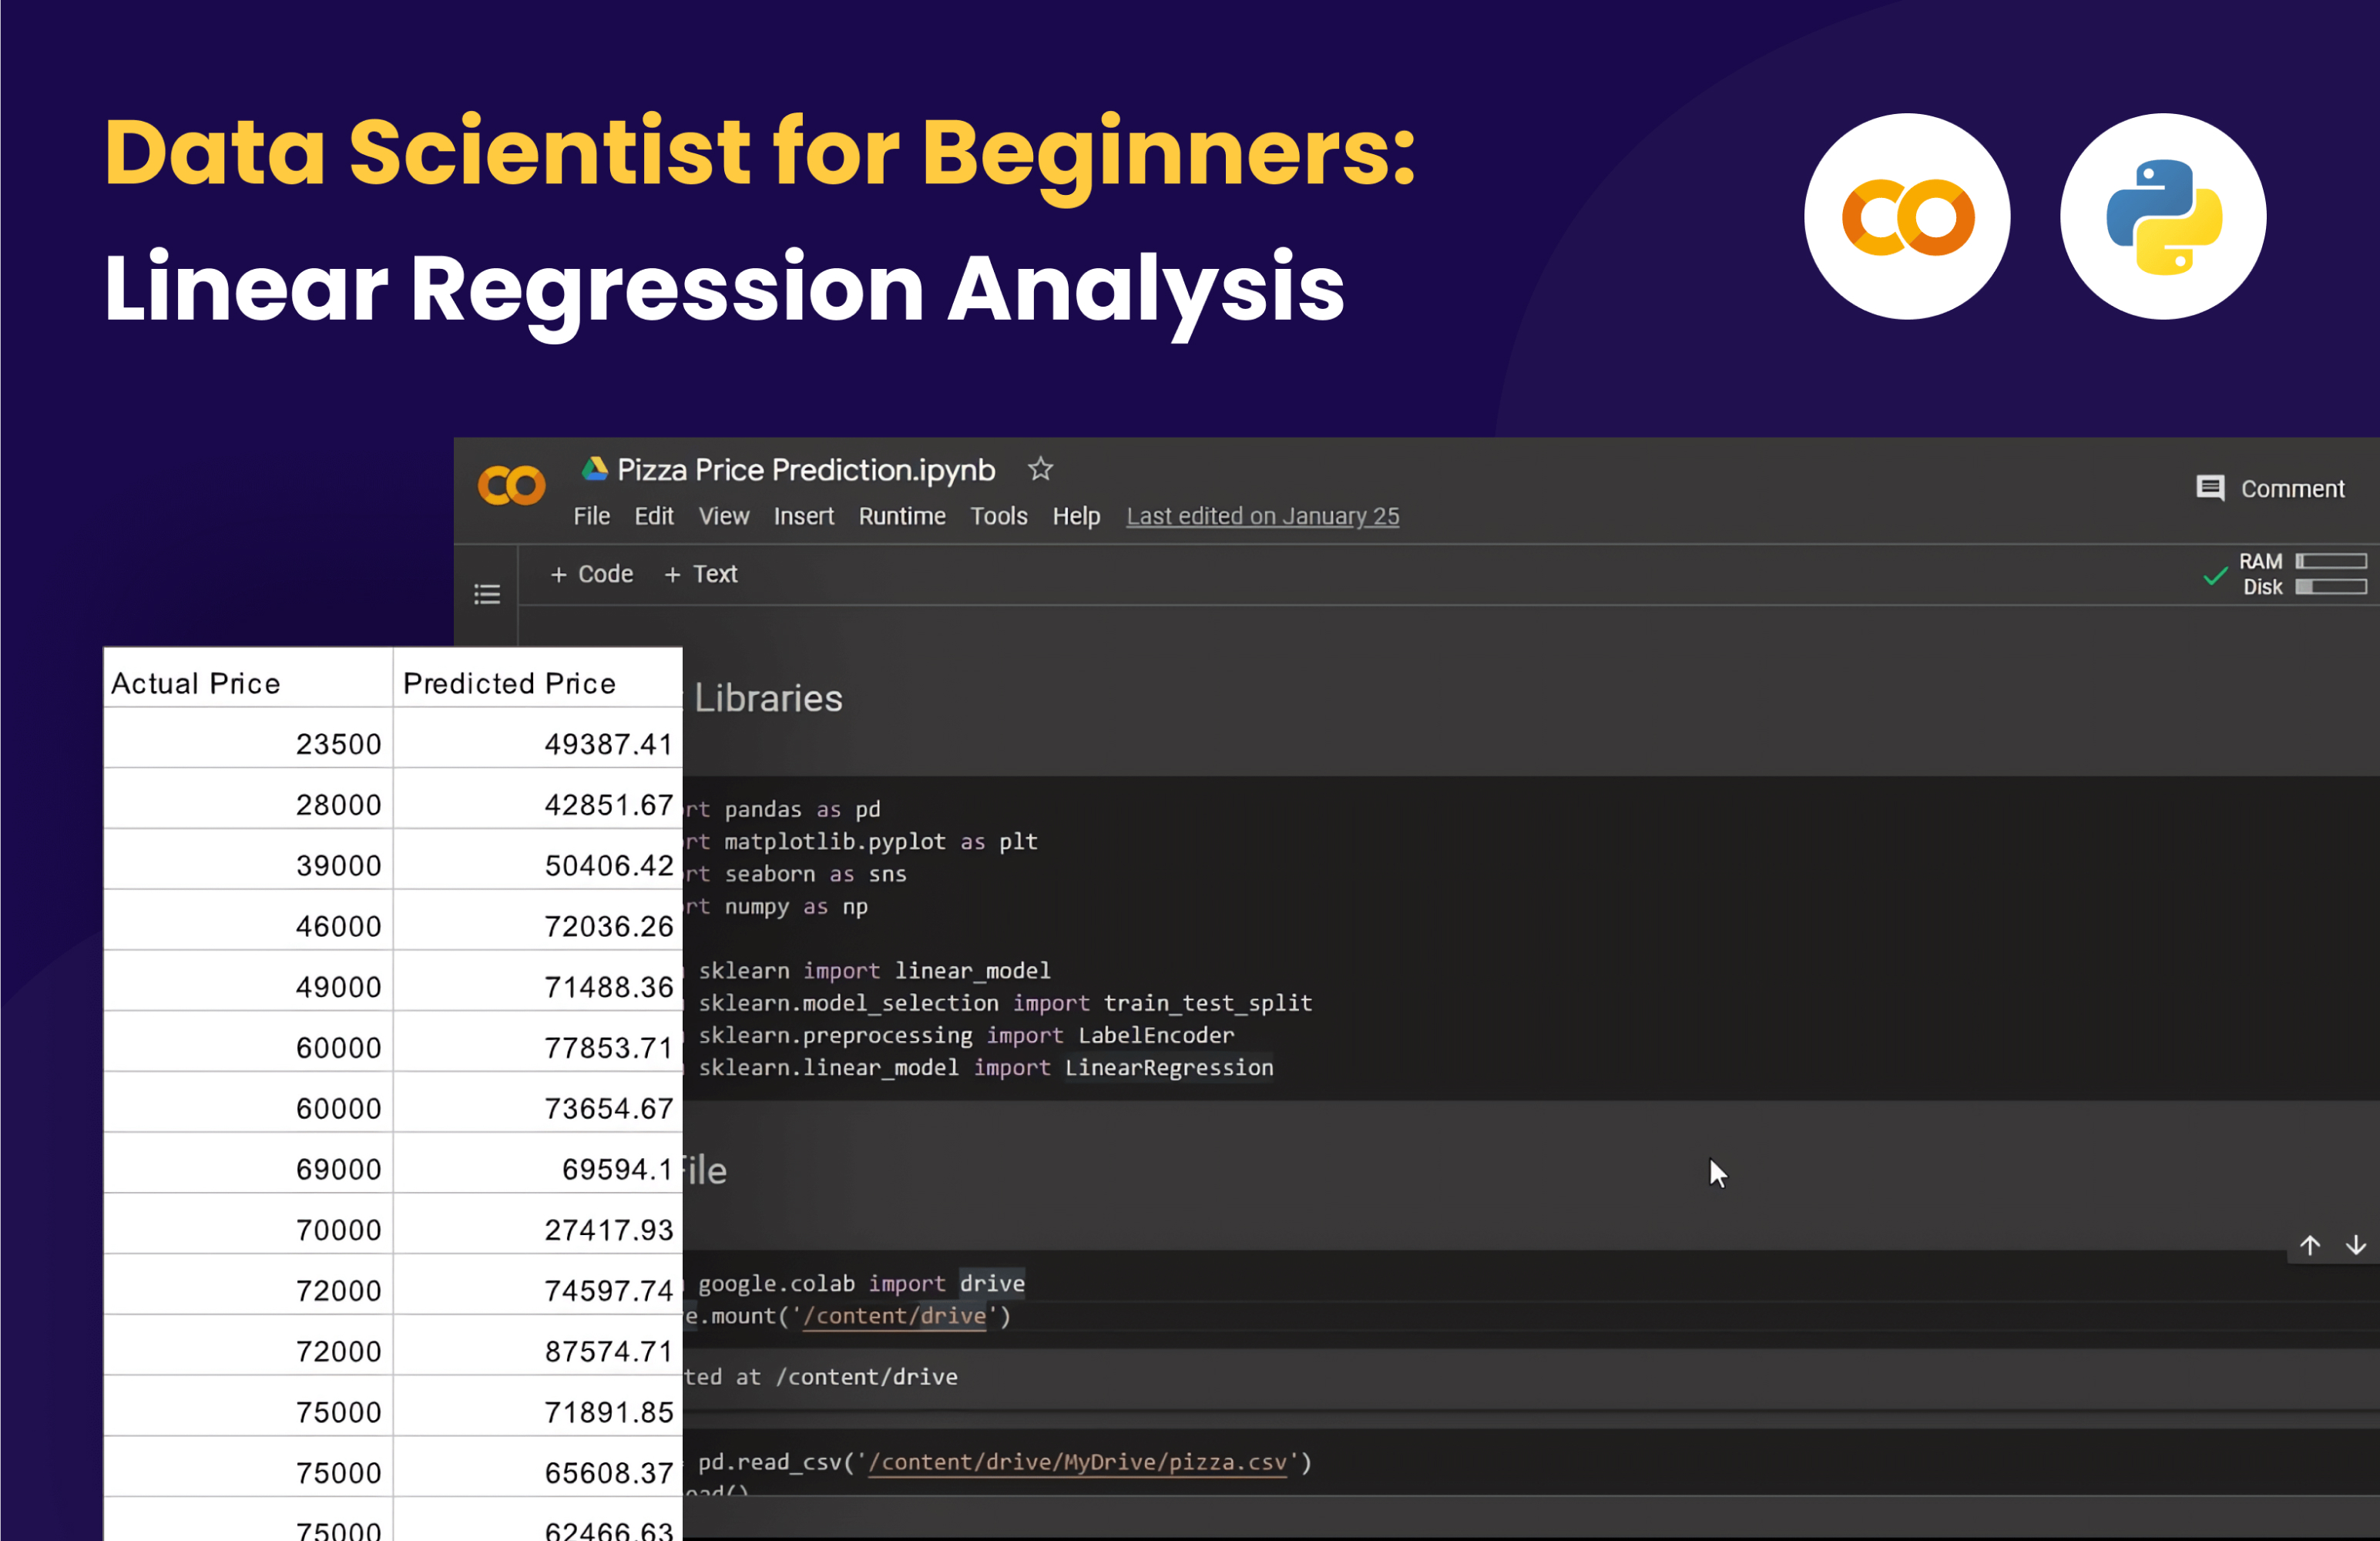 Data Scientist for Beginners:
Linear Regression Analysis
Pizza Price Prediction.ipynb
File Edit View Insert Runtime Tools Help Last edited on January 25
Comment
+ Code + Text
RAM
Disk
Actual Price Predicted Price
23500 49387.41
28000 42851.67
39000 50406.42
46000 72036.26
49000 71488.36
60000 77853.71
60000 73654.67
69000 69594.1
70000 27417.93
72000 74597.74
72000 87574.71
75000 71891.85
75000 65608.37
75000 62466.63
Libraries
rt pandas as pd
rt matplotlib.pyplot as plt
rt seaborn as sns
rt numpy as np
sklearn import linear_model
sklearn.model_selection import train_test_split
sklearn.preprocessing import LabelEncoder
sklearn.linear_model import LinearRegression
File
google.colab import drive
e.mount('/content/drive')
ted at /content/drive
pd.read_csv('/content/drive/MyDrive/pizza.csv')
ead()